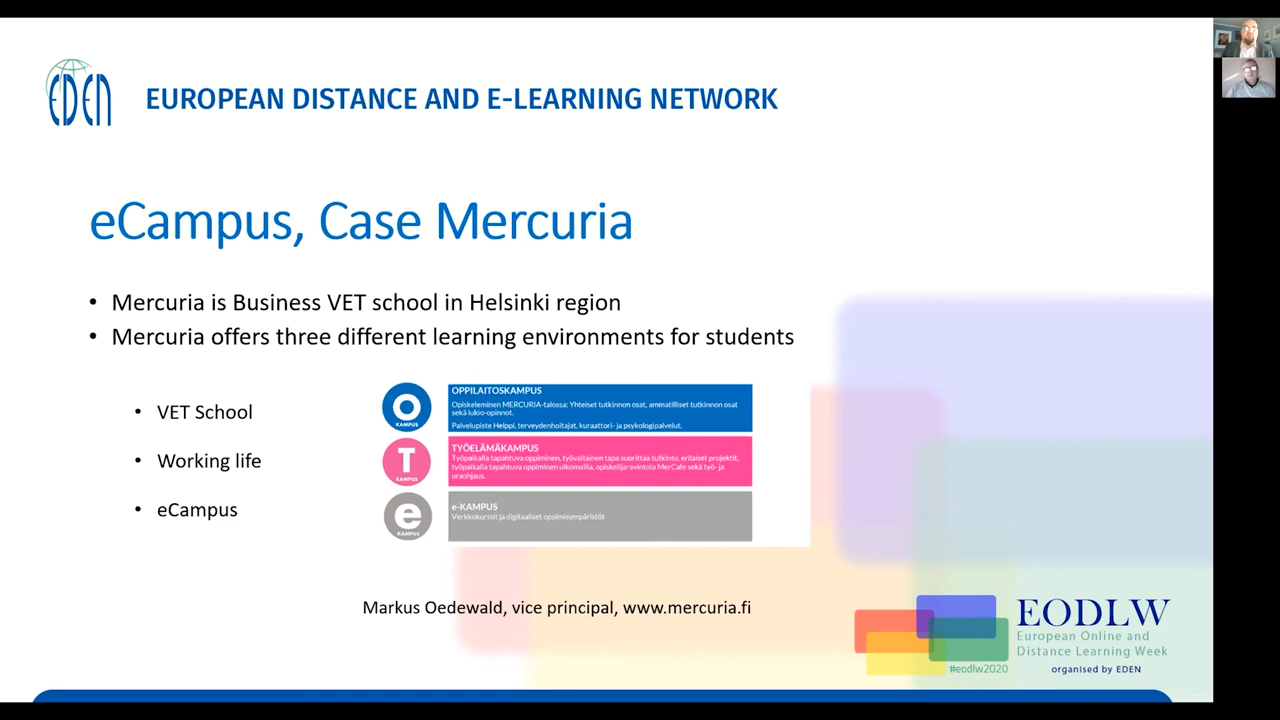 EDEN
EUROPEAN DISTANCE AND E-LEARNING NETWORK
eCampus, Case Mercuria
• Mercuria is Business VET school in Helsinki region
• Mercuria offers three different learning environments for students
• VET School
• Working life
• eCampus
O
KAMPUS
OPPILAITOSKAMPUS
Opiskeleminen MERCURIA-talossa: Yhteiset tutkinnon osat, ammatilliset tutkinnon osat
sekä lukio-opinnot.
Palvelupiste Helppi, terveydenhoitajat, kuraattori- ja psykologipalvelut.
T
KAMPUS
TYÖELÄMÄKAMPUS
Työpaikalla tapahtuva oppiminen, työvaltainen tapa suorittaa tutkinto, erilaiset projektit,
työpaikalla tapahtuva oppiminen ulkomailla, opiskelijaravintola MerCafe sekä työ- ja
uraohjaus.
e
KAMPUS
e-KAMPUS
Verkkokurssit ja digitaaliset oppimisympäristöt
Markus Oedewald, vice principal, www.mercuria.fi
EODLW
European Online and
Distance Learning Week
#eodlw2020
organised by EDEN